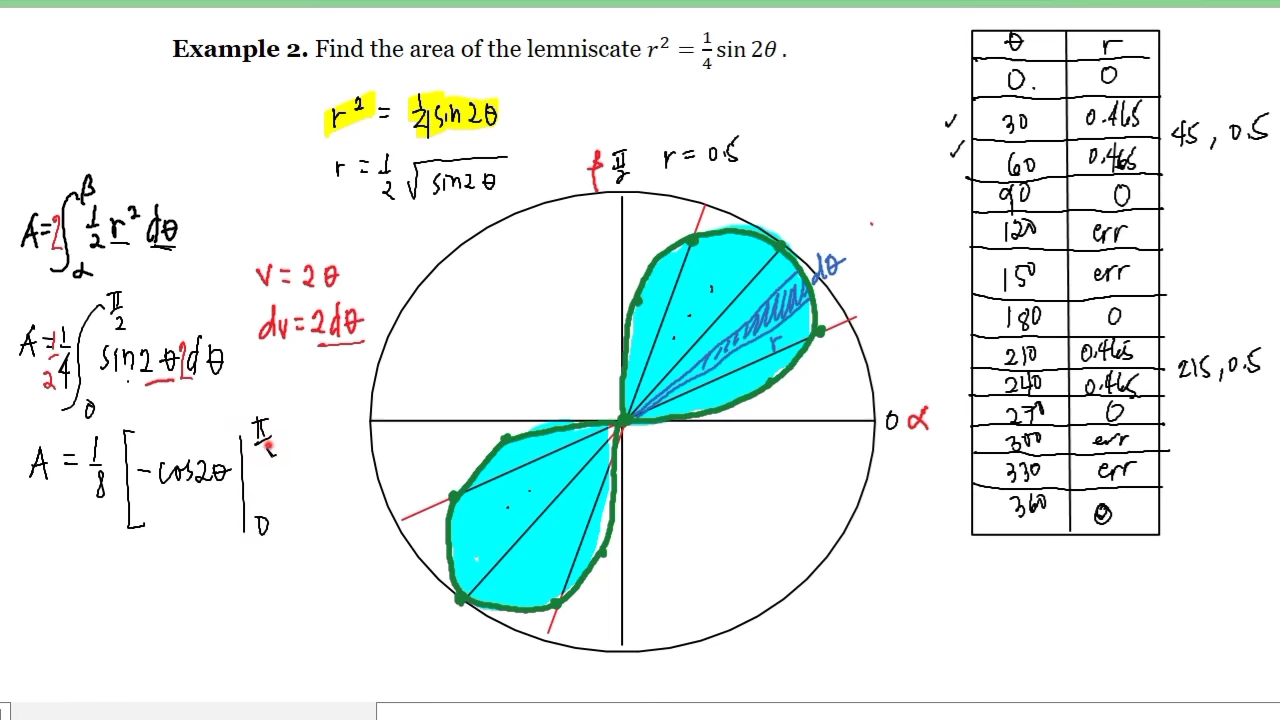 Example 2. Find the area of the lemniscate r² = 1/4 sin 2θ .
r² = 1/4 sin 2θ
r = 1/2 √sin 2θ
A = 2 ∫_α^β 1/2 r² dθ
v = 2θ
dv = 2dθ
A = 1/2 1/4 ∫_0^π/2 sin 2θ 2dθ
A = 1/8 [ - cos 2θ |_0^π/2
β π/2
r = 0.5
dθ
r
0 α
θ r
0. 0
30 0.465
60 0.465
90 0
120 err
150 err
180 0
210 0.465
240 0.465
270 0
300 err
330 err
360 0
45, 0.5
215, 0.5